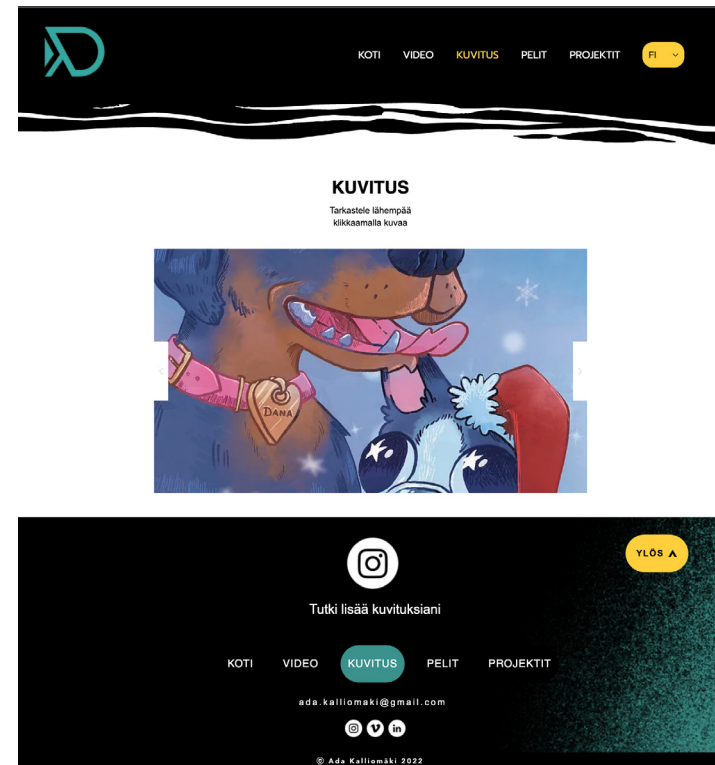 KOTI VIDEO KUVITUS PELIT PROJEKTIT FI
KUVITUS
Tarkastele lähempää
klikkaamalla kuvaa
DANA
YLÖS
Tutki lisää kuvituksiani
KOTI VIDEO KUVITUS PELIT PROJEKTIT
ada.kalliomaki@gmail.com
© Ada Kalliomäki 2022